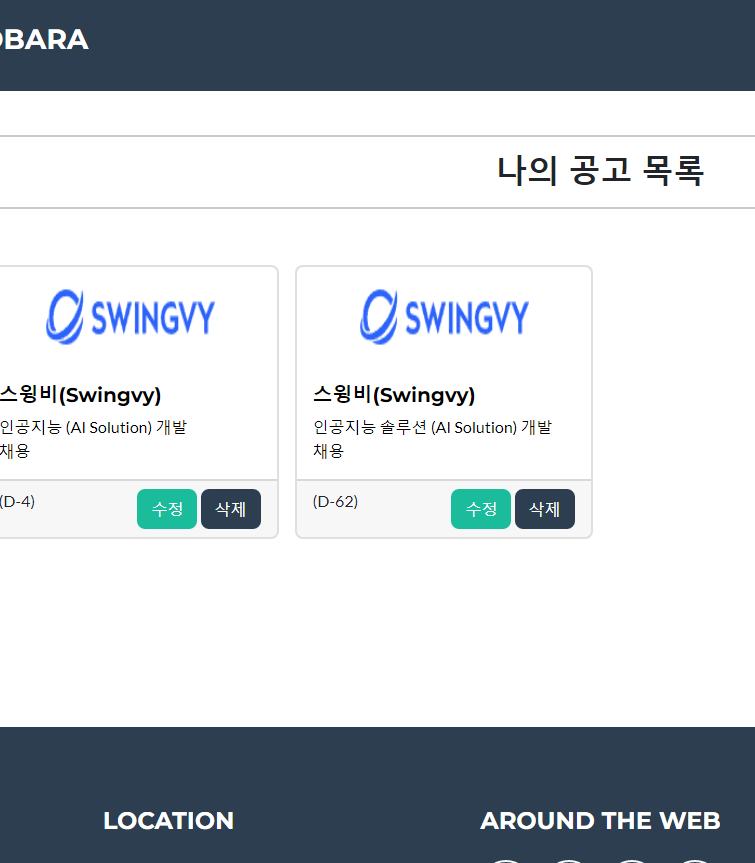 OBARA
나의 공고 목록
SWINGVY
스윙비(Swingvy)
인공지능 (AI Solution) 개발
채용
(D-4)
수정
삭제
SWINGVY
스윙비(Swingvy)
인공지능 솔루션 (AI Solution) 개발
채용
(D-62)
수정
삭제
LOCATION
AROUND THE WEB